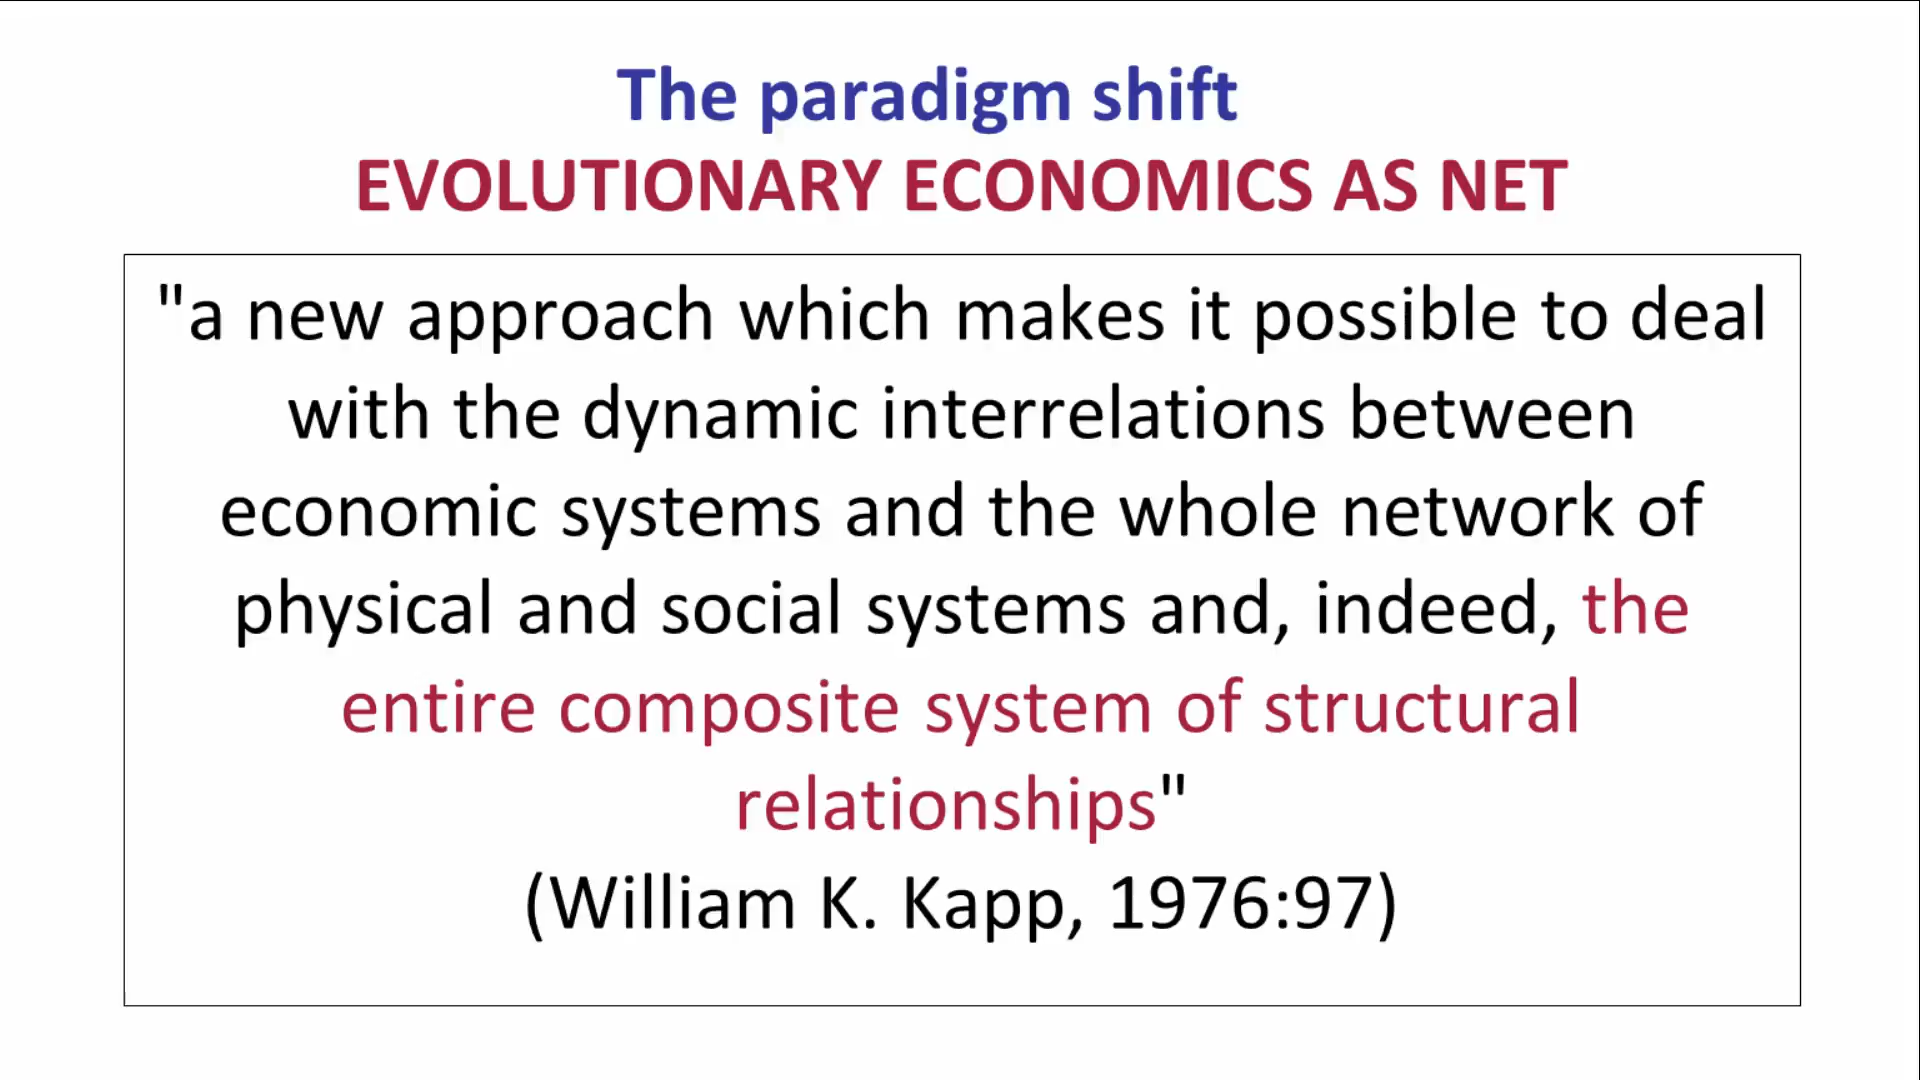 The paradigm shift
EVOLUTIONARY ECONOMICS AS NET
"a new approach which makes it possible to deal
with the dynamic interrelations between
economic systems and the whole network of
physical and social systems and, indeed, the
entire composite system of structural
relationships"
(William K. Kapp, 1976:97)